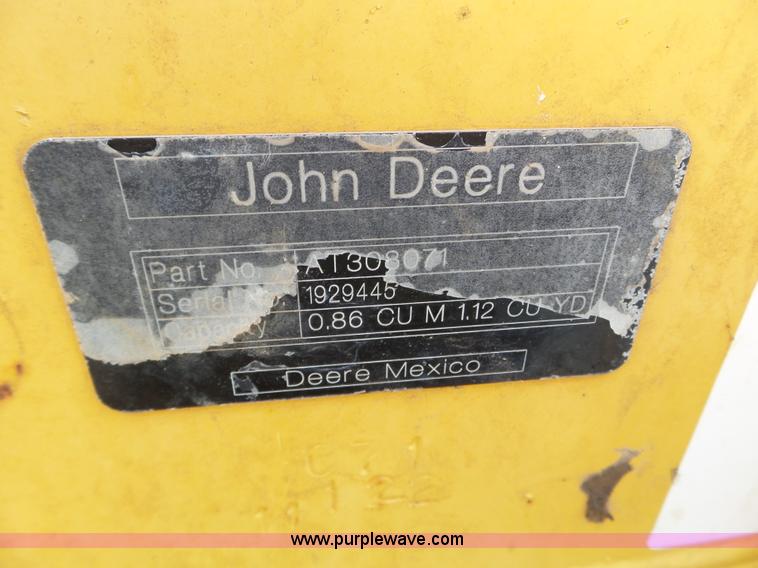 John Deere
Part No. AT308071
Serial No. 1929445
Capacity 0.86 CU M 1.12 CU YD
Deere Mexico
www.purplewave.com